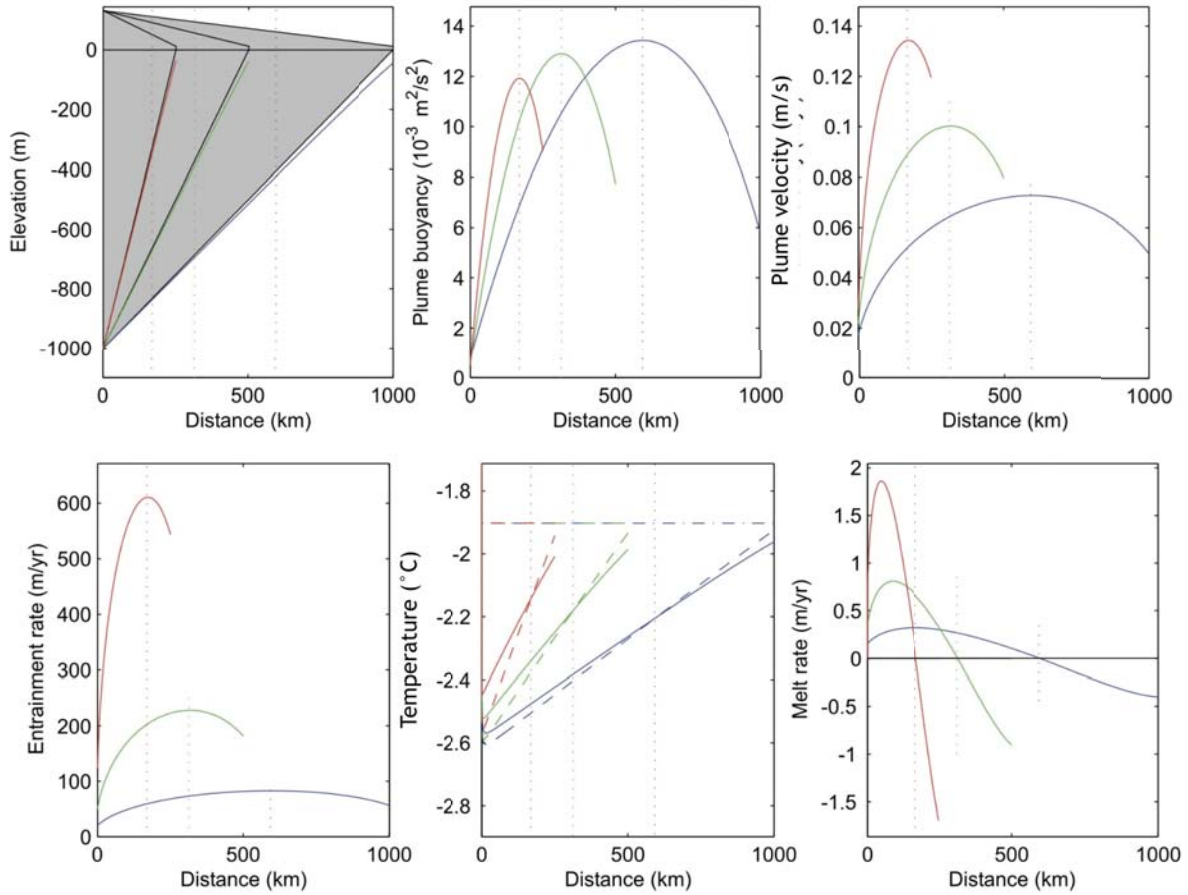 0
-200
-400
-600
-800
-1000
Elevation (m)
0 500 1000
Distance (km)
14
12
10
8
6
4
2
0
Plume buoyancy (10⁻³ m²/s²)
0 500 1000
Distance (km)
0.14
0.12
0.1
0.08
0.06
0.04
0.02
0
Plume velocity (m/s)
0 500 1000
Distance (km)
600
500
400
300
200
100
0
Entrainment rate (m/yr)
0 500 1000
Distance (km)
-1.8
-2
-2.2
-2.4
-2.6
-2.8
Temperature (°C)
0 500 1000
Distance (km)
2
1.5
1
0.5
0
-0.5
-1
-1.5
Melt rate (m/yr)
0 500 1000
Distance (km)